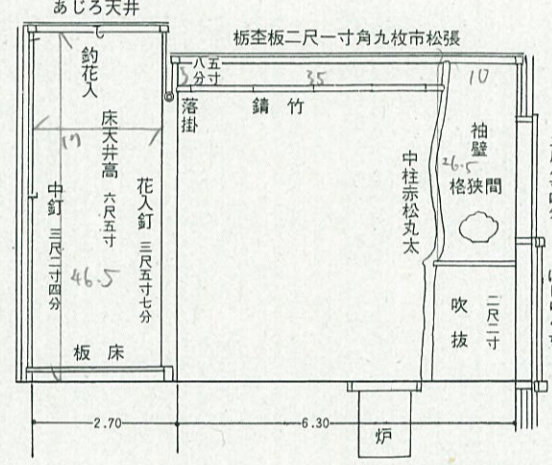 あじろ天井
栃杢板二尺角一寸九枚市松張
釣花入
床天井高 六尺五寸
中釘 三尺二寸四分
花入釘 三尺五寸七分
46.5
床板
五寸
八分
35
落掛
錆竹
10
中柱赤松丸太
26.5
袖壁
格狭間
吹抜
二尺二寸
2.70
6.30
炉